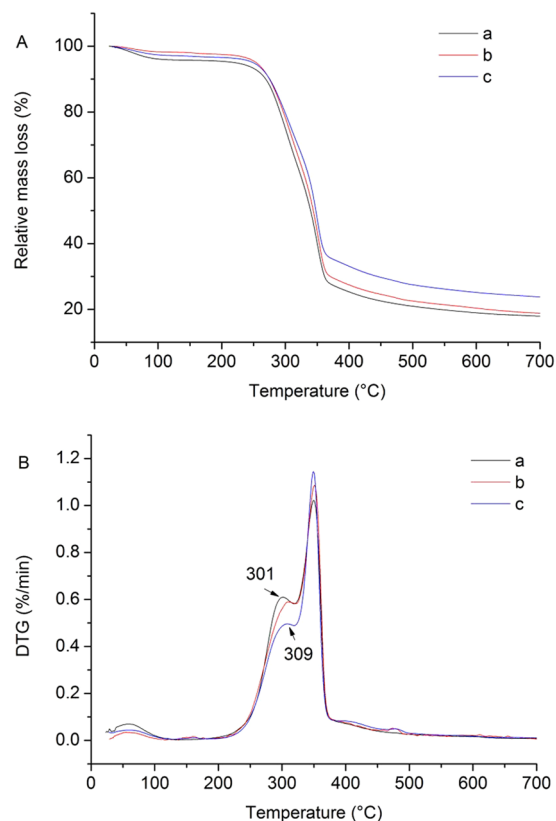 A
a
b
c
Relative mass loss (%)
100
80
60
40
20
0 100 200 300 400 500 600 700
Temperature (°C)
B
a
b
c
DTG (%/min)
1.2
1.0
0.8
0.6
0.4
0.2
0.0
301
309
0 100 200 300 400 500 600 700
Temperature (°C)